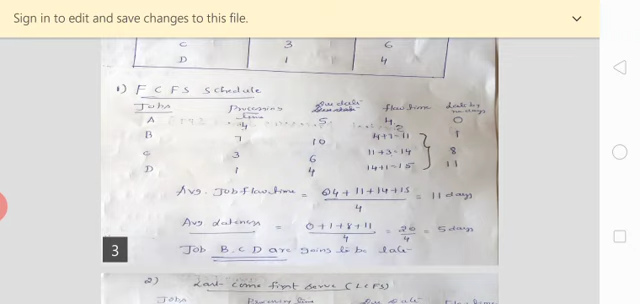 Sign in to edit and save changes to this file.
C 3 6
D 1 4
1) FCFS Schedule
Jobs Processing time Due date Flow time Late by days
A 4 5 4 0
B 7 10 4+7=11 1
C 3 6 11+3=14 8
D 1 4 14+1=15 11
Avg. Job flow time = 04+11+14+15 / 4 = 11 days
Avg Lateness = 0+1+8+11 / 4 = 20 / 4 = 5 days
Job B, C D are going to be late
3
2) Last come first serve (LCFS)
Jobs Processing time Due date Flow time